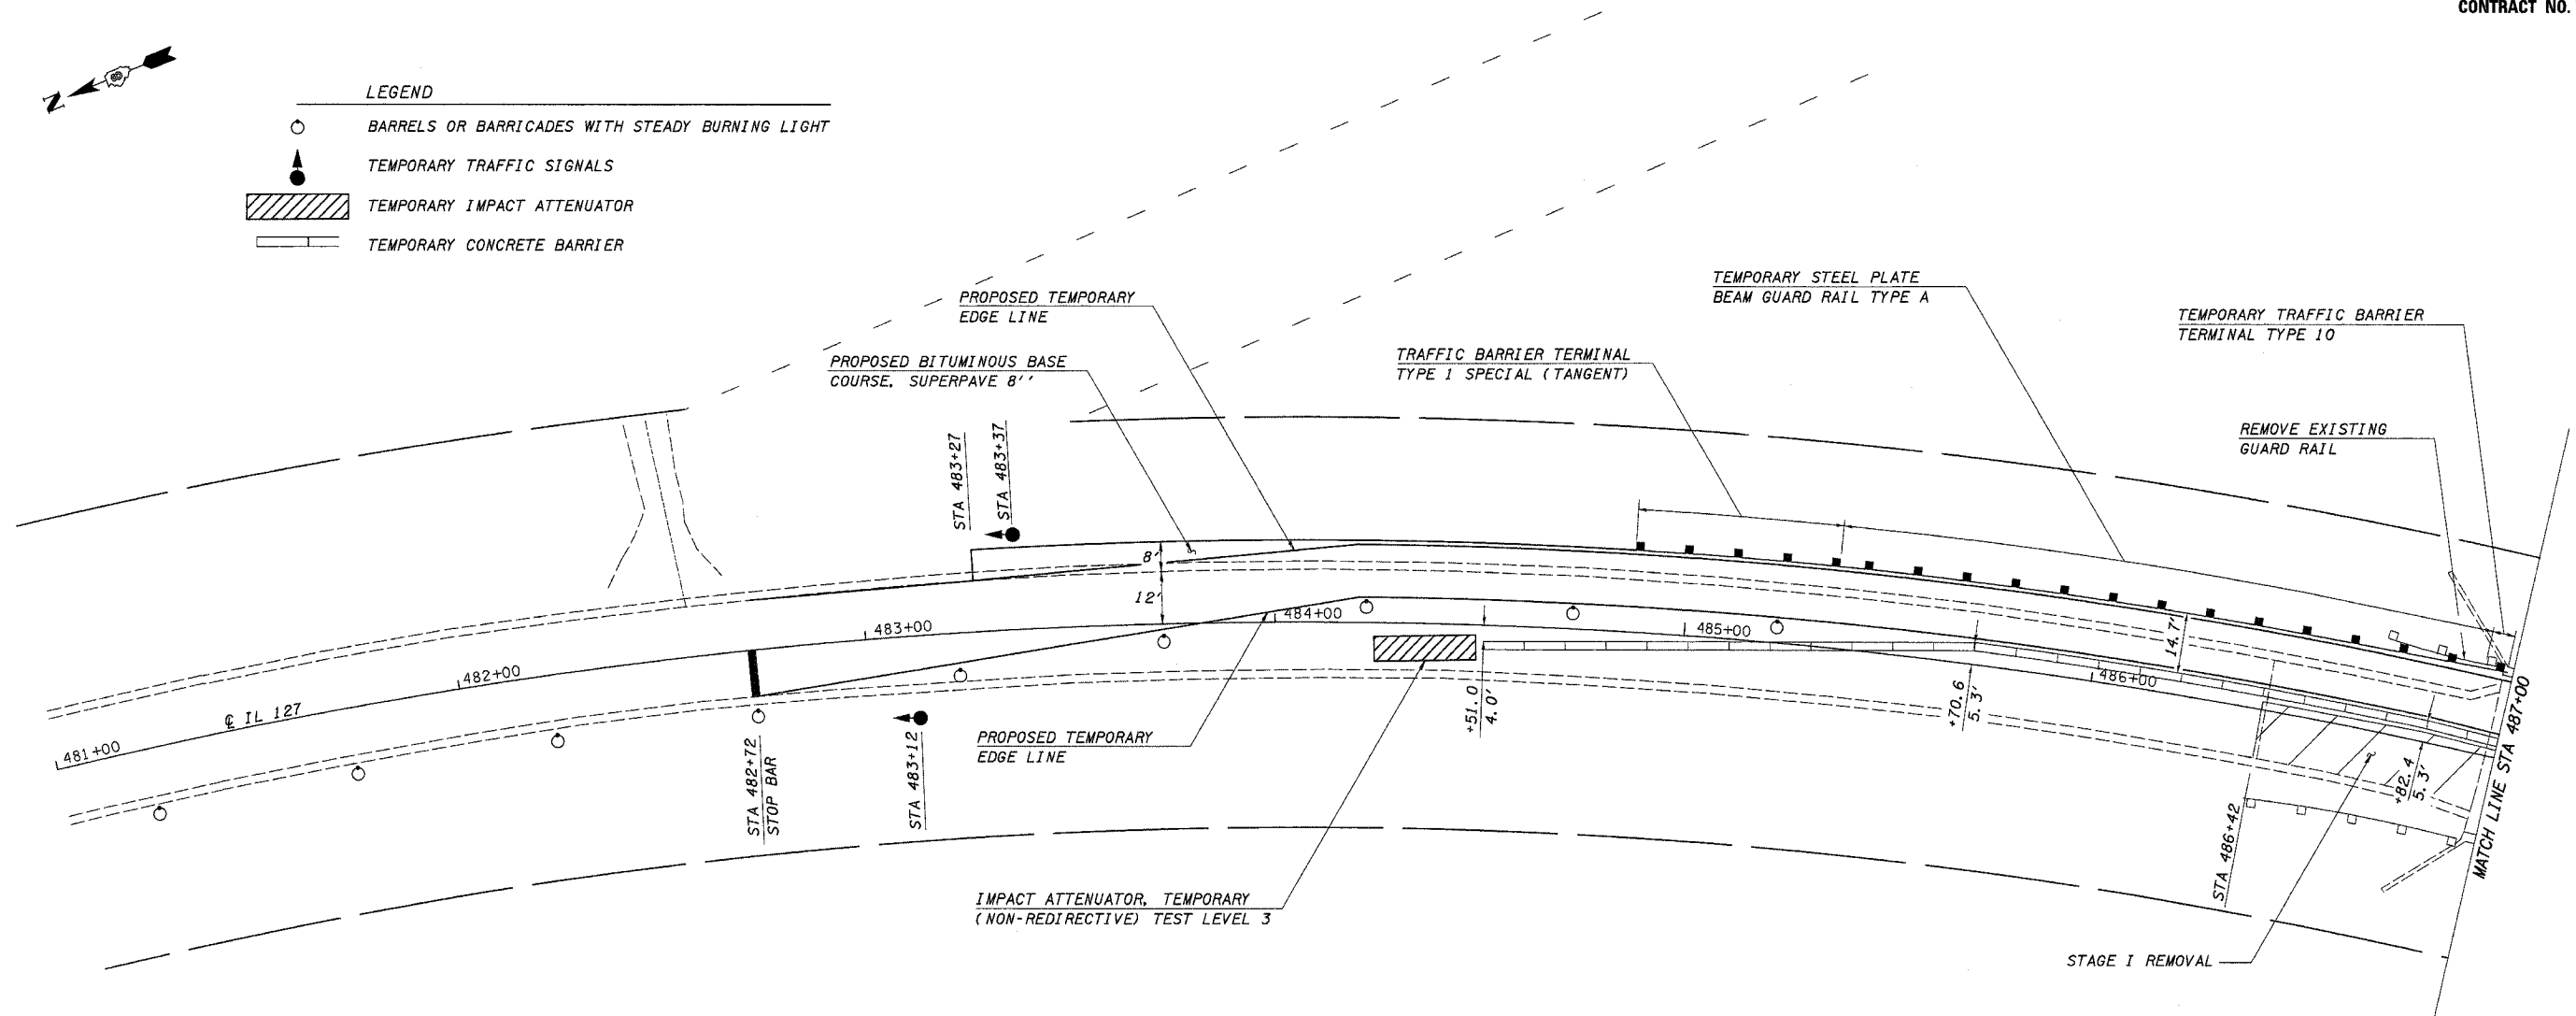 CONTRACT NO.
N
LEGEND
BARRELS OR BARRICADES WITH STEADY BURNING LIGHT
TEMPORARY TRAFFIC SIGNALS
TEMPORARY IMPACT ATTENUATOR
TEMPORARY CONCRETE BARRIER
PROPOSED TEMPORARY
EDGE LINE
PROPOSED BITUMINOUS BASE
COURSE, SUPERPAVE 8''
TEMPORARY STEEL PLATE
BEAM GUARD RAIL TYPE A
TRAFFIC BARRIER TERMINAL
TYPE 1 SPECIAL (TANGENT)
TEMPORARY TRAFFIC BARRIER
TERMINAL TYPE 10
REMOVE EXISTING
GUARD RAIL
STA 483+27
STA 483+37
8'
12'
14.7'
481+00
℄ IL 127
482+00
483+00
484+00
485+00
486+00
STA 482+72
STOP BAR
STA 483+12
PROPOSED TEMPORARY
EDGE LINE
+51.0
4.0'
+70.6
5.3'
+82.4
5.3'
STA 486+42
MATCH LINE STA 487+00
IMPACT ATTENUATOR, TEMPORARY
(NON-REDIRECTIVE) TEST LEVEL 3
STAGE I REMOVAL